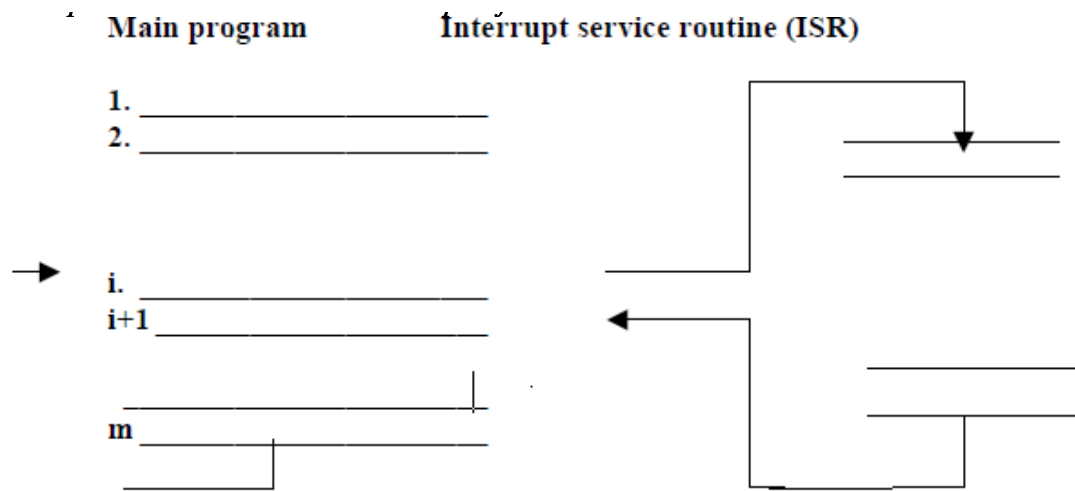 Main program Interrupt service routine (ISR)
1.
2.
i.
i+1
m